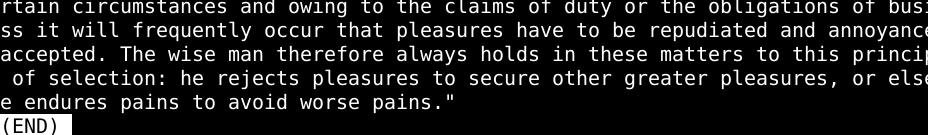 rtain circumstances and owing to the claims of duty or the obligations of busi
ss it will frequently occur that pleasures have to be repudiated and annoyance
accepted. The wise man therefore always holds in these matters to this princip
 of selection: he rejects pleasures to secure other greater pleasures, or else
e endures pains to avoid worse pains."
(END)